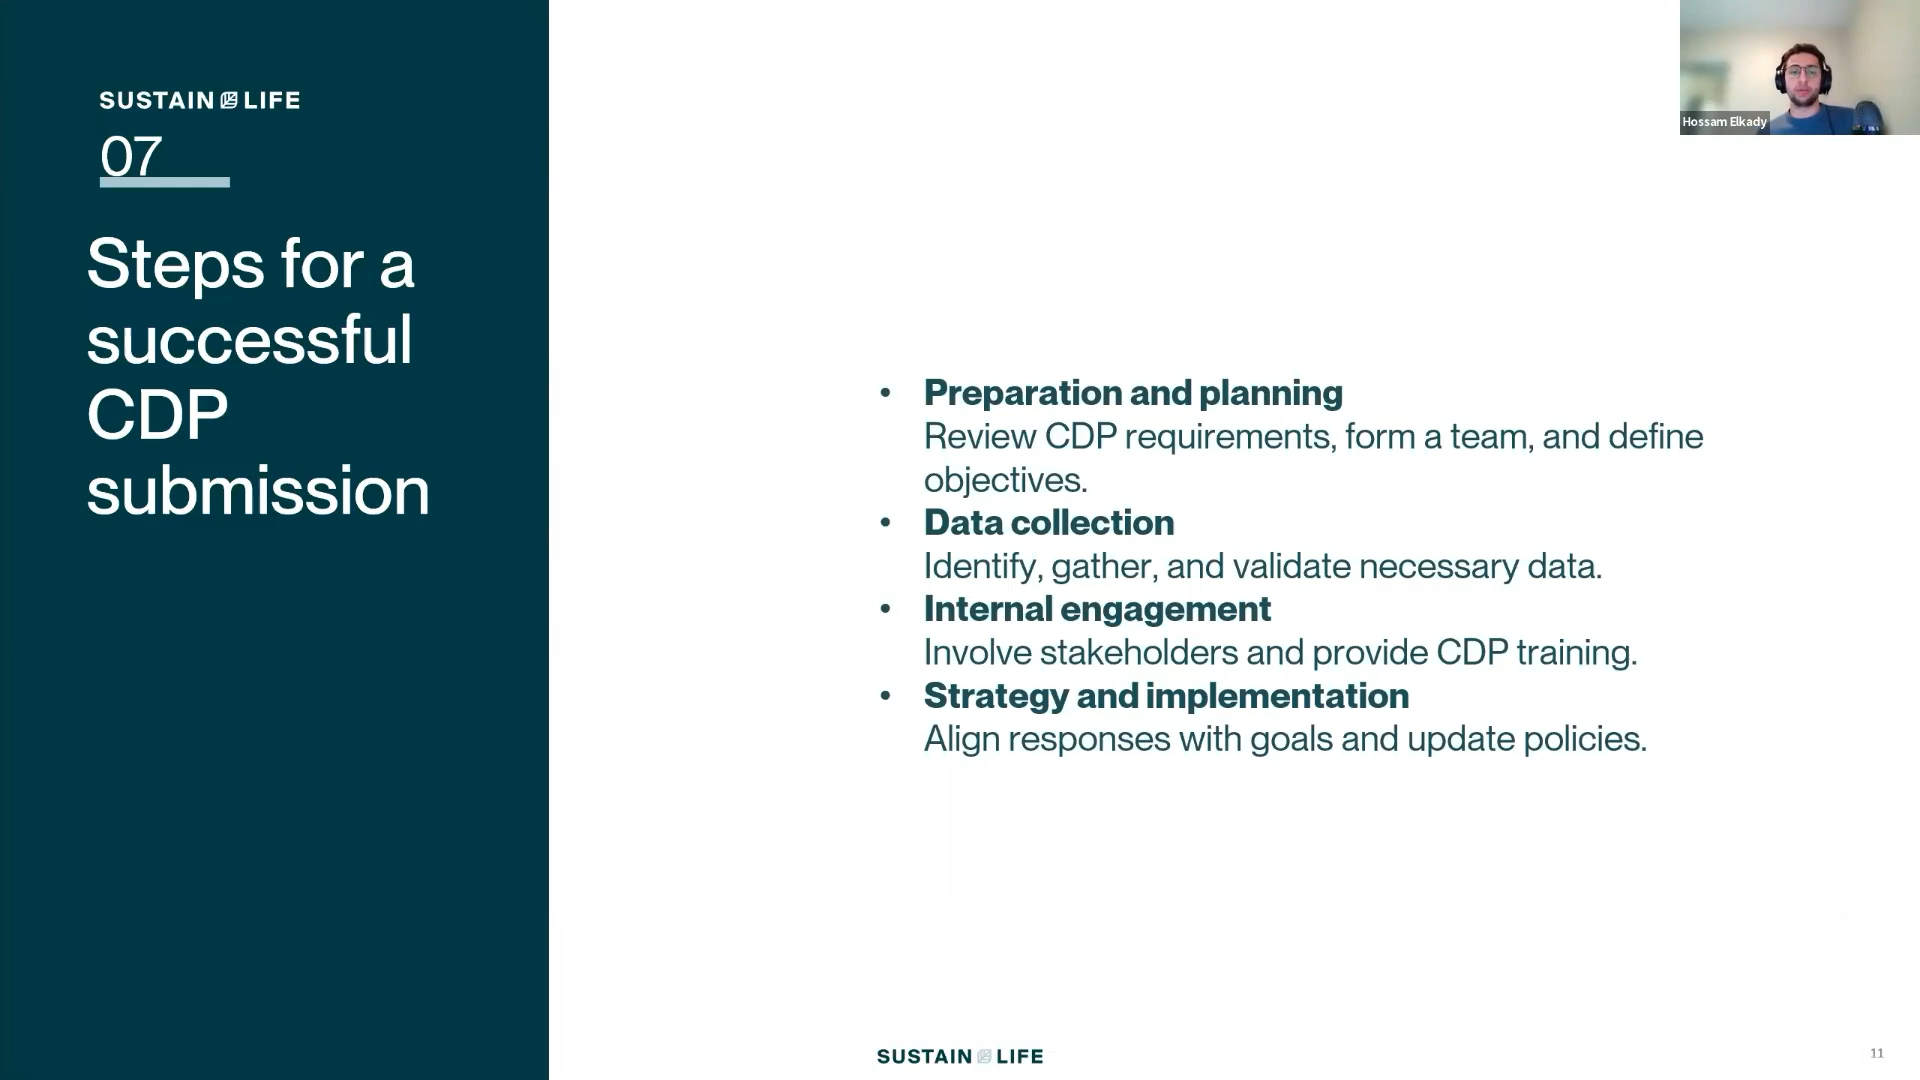 SUSTAIN LIFE
07
Steps for a
successful
CDP
submission
Hossam Elkady
• Preparation and planning
Review CDP requirements, form a team, and define
objectives.
• Data collection
Identify, gather, and validate necessary data.
• Internal engagement
Involve stakeholders and provide CDP training.
• Strategy and implementation
Align responses with goals and update policies.
SUSTAIN LIFE
11